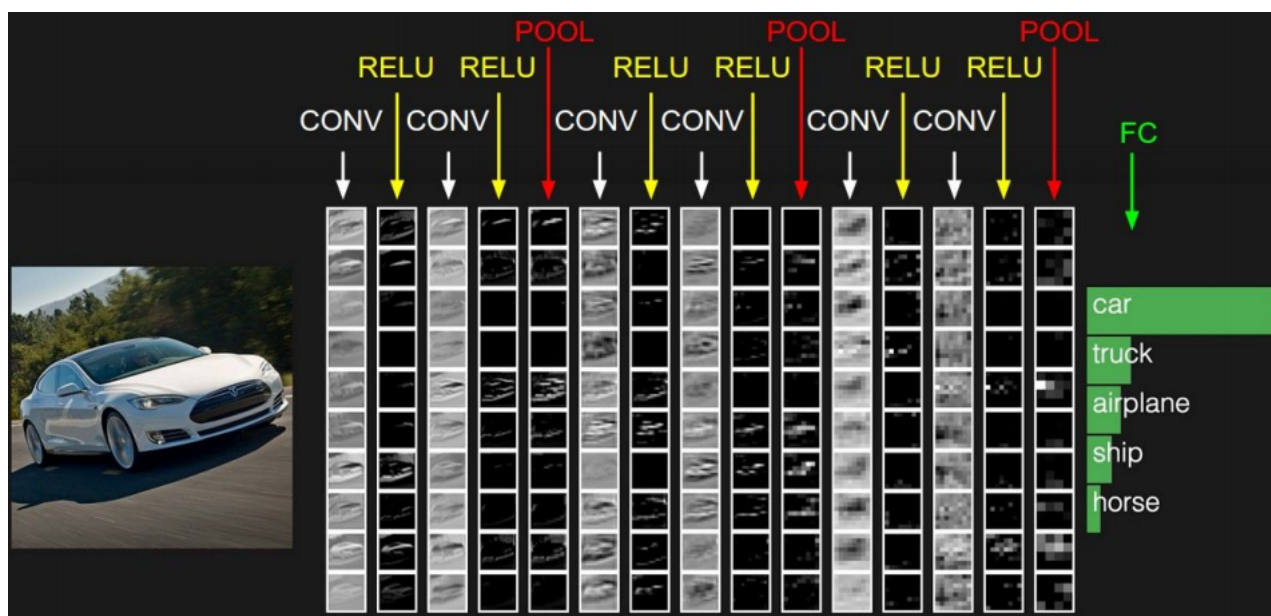 POOL POOL POOL
RELU RELU RELU RELU RELU RELU
CONV CONV CONV CONV CONV CONV
FC
car
truck
airplane
ship
horse